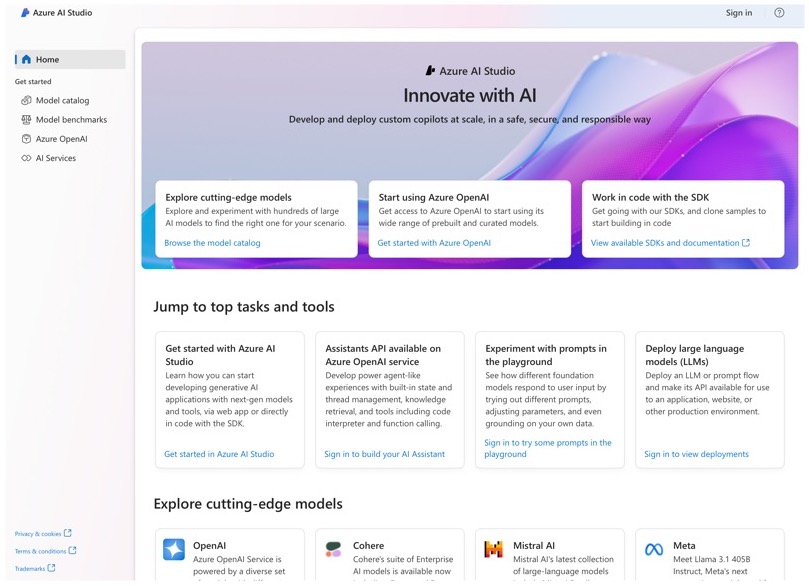 Azure AI Studio
Sign in
Home
Get started
Model catalog
Model benchmarks
Azure OpenAI
AI Services
Privacy & cookies
Terms & conditions
Trademarks
Azure AI Studio
Innovate with AI
Develop and deploy custom copilots at scale, in a safe, secure, and responsible way
Explore cutting-edge models
Explore and experiment with hundreds of large
AI models to find the right one for your scenario.
Browse the model catalog
Start using Azure OpenAI
Get access to Azure OpenAI to start using its
wide range of prebuilt and curated models.
Get started with Azure OpenAI
Work in code with the SDK
Get going with our SDKs, and clone samples to
start building in code
View available SDKs and documentation
Jump to top tasks and tools
Get started with Azure AI
Studio
Learn how you can start
developing generative AI
applications with next-gen models
and tools, via web app or directly
in code with the SDK.
Get started in Azure AI Studio
Assistants API available on
Azure OpenAI service
Develop power agent-like
experiences with built-in state and
thread management, knowledge
retrieval, and tools including code
interpreter and function calling.
Sign in to build your AI Assistant
Experiment with prompts in
the playground
See how different foundation
models respond to user input by
trying out different prompts,
adjusting parameters, and even
grounding on your own data.
Sign in to try some prompts in the
playground
Deploy large language
models (LLMs)
Deploy an LLM or prompt flow
and make its API available for use
to an application, website, or
other production environment.
Sign in to view deployments
Explore cutting-edge models
OpenAI
Azure OpenAI Service is
powered by a diverse set
Cohere
Cohere's suite of Enterprise
AI models is available now
Mistral AI
Mistral AI's latest collection
of large-language models
Meta
Meet Llama 3.1 405B
Instruct, Meta's next